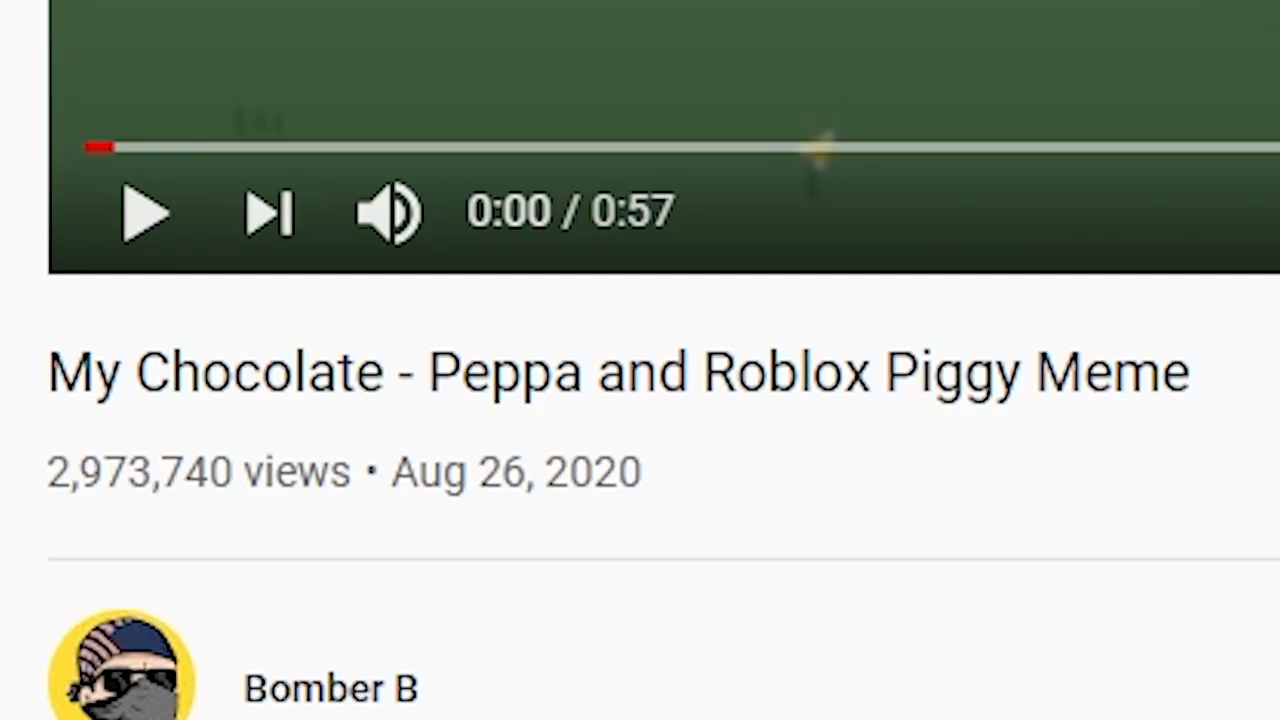 0:00 / 0:57
My Chocolate - Peppa and Roblox Piggy Meme
2,973,740 views • Aug 26, 2020
Bomber B